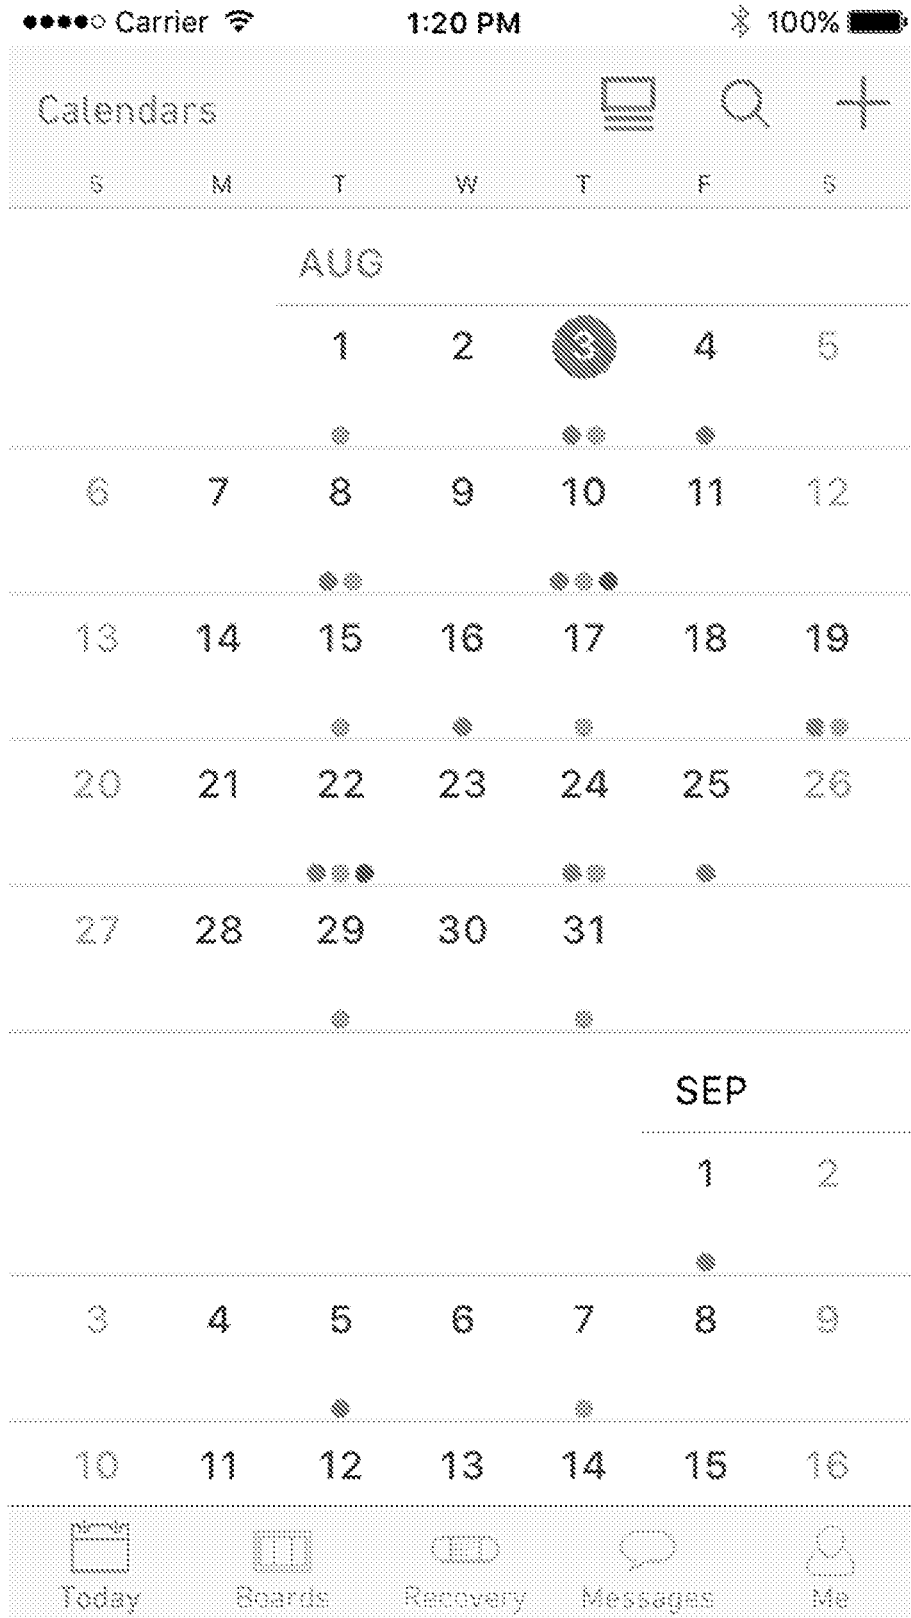 Carrier 1:20 PM 100%
Calendars
S M T W T F S
AUG
1 2 3 4 5
6 7 8 9 10 11 12
13 14 15 16 17 18 19
20 21 22 23 24 25 26
27 28 29 30 31
SEP
1 2
3 4 5 6 7 8 9
10 11 12 13 14 15 16
Today Boards Recovery Messages Me